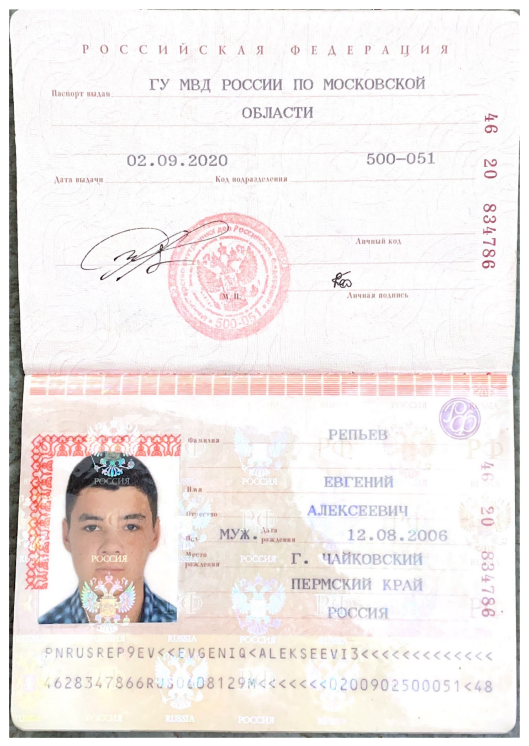 РОССИЙСКАЯ ФЕДЕРАЦИЯ
Паспорт выдан ГУ МВД РОССИИ ПО МОСКОВСКОЙ
ОБЛАСТИ
02.09.2020 500-051
Дата выдачи Код подразделения
46 20 834786
Личный код
М.П.
Личная подпись
500-051
Фамилия РЕПЬЕВ
Имя ЕВГЕНИЙ
Отчество АЛЕКСЕЕВИЧ
Пол МУЖ. Дата рождения 12.08.2006
Место рождения Г. ЧАЙКОВСКИЙ
ПЕРМСКИЙ КРАЙ
РОССИЯ
46 20 834786
PNRUSREP9EV<<EVGENIQ<ALEKSEEVI3<<<<<<<<<<<<<
4628347866RUS0608129M<<<<<<<0200902500051<48